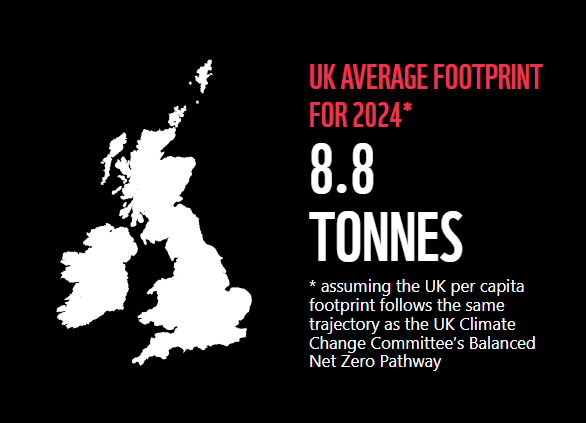 UK AVERAGE FOOTPRINT
FOR 2024*
8.8
TONNES
* assuming the UK per capita
footprint follows the same
trajectory as the UK Climate
Change Committee's Balanced
Net Zero Pathway